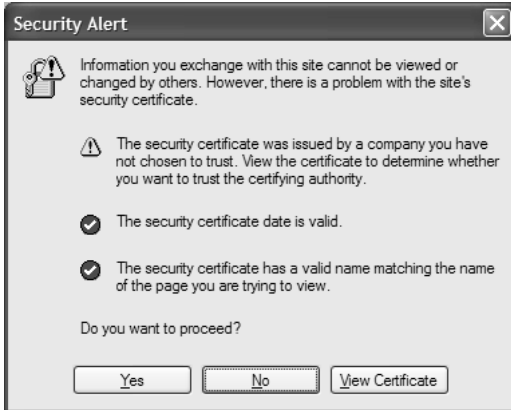 Security Alert
Information you exchange with this site cannot be viewed or
changed by others. However, there is a problem with the site's
security certificate.
The security certificate was issued by a company you have
not chosen to trust. View the certificate to determine whether
you want to trust the certifying authority.
The security certificate date is valid.
The security certificate has a valid name matching the name
of the page you are trying to view.
Do you want to proceed?
Yes No View Certificate